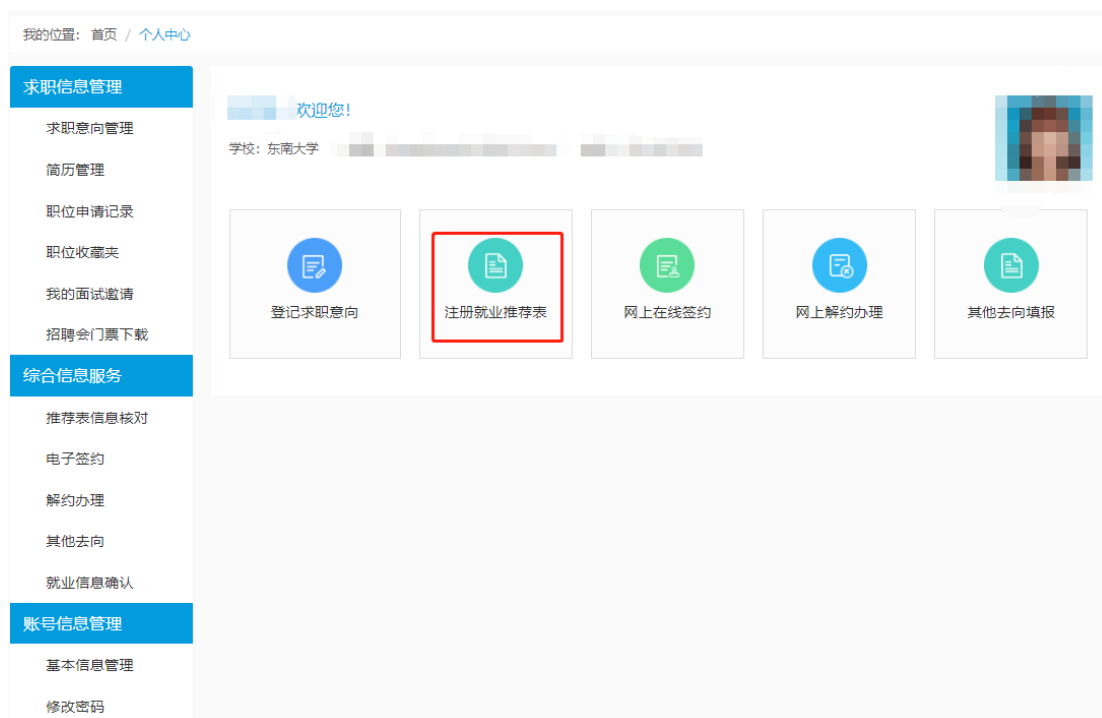 我的位置: 首页 / 个人中心
求职信息管理
求职意向管理
简历管理
职位申请记录
职位收藏夹
我的面试邀请
招聘会门票下载
综合信息服务
推荐表信息核对
电子签约
解约办理
其他去向
就业信息确认
账号信息管理
基本信息管理
修改密码
欢迎您!
学校: 东南大学
登记求职意向
注册就业推荐表
网上在线签约
网上解约办理
其他去向填报